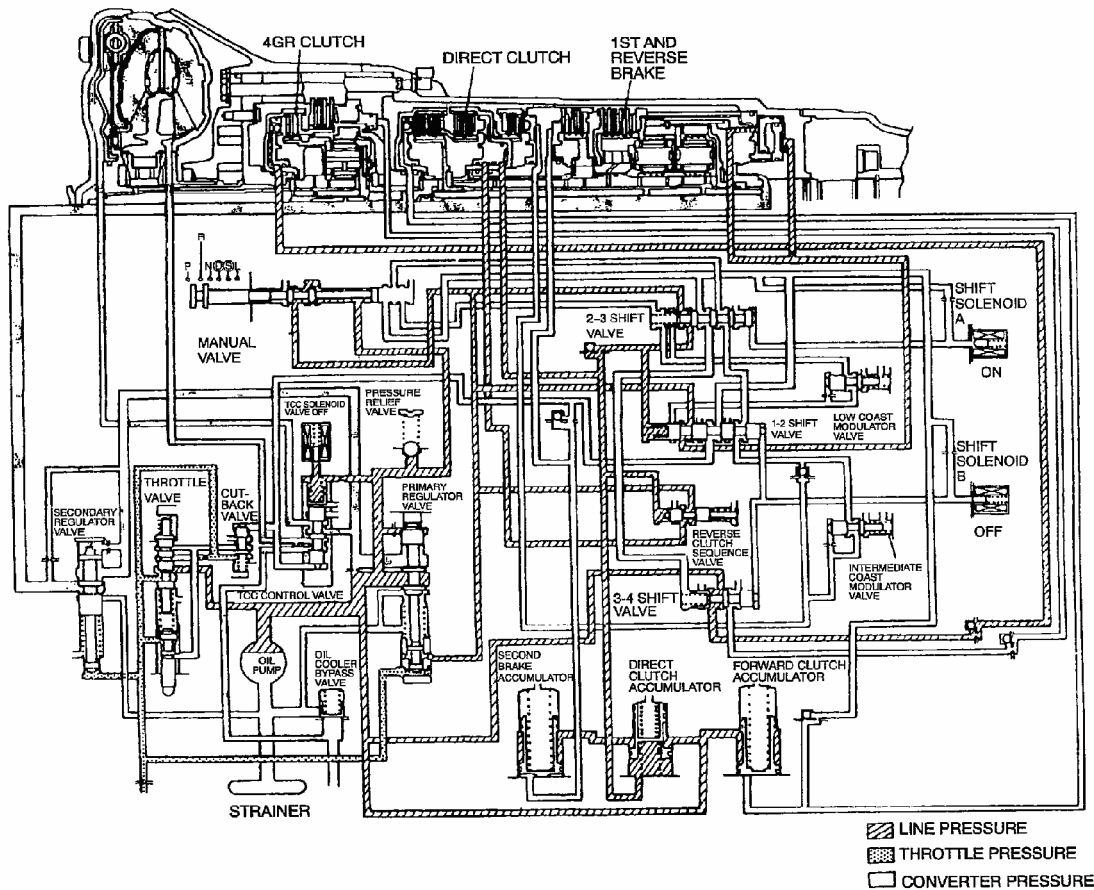 4GR CLUTCH
DIRECT CLUTCH
1ST AND
REVERSE
BRAKE
R
P
N D S L
MANUAL
VALVE
2–3 SHIFT
VALVE
SHIFT
SOLENOID
A
ON
TCC SOLENOID
VALVE OFF
PRESSURE
RELIEF
VALVE
1-2 SHIFT
VALVE
LOW COAST
MODULATOR
VALVE
SHIFT
SOLENOID
B
OFF
SECONDARY
REGULATOR
VALVE
THROTTLE
VALVE
CUT-
BACK
VALVE
PRIMARY
REGULATOR
VALVE
TCC CONTROL VALVE
REVERSE
CLUTCH
SEQUENCE
VALVE
INTERMEDIATE
COAST
MODULATOR
VALVE
3-4 SHIFT
VALVE
OIL
PUMP
OIL
COOLER
BYPASS
VALVE
SECOND
BRAKE
ACCUMULATOR
DIRECT
CLUTCH
ACCUMULATOR
FORWARD CLUTCH
ACCUMULATOR
STRAINER
LINE PRESSURE
THROTTLE PRESSURE
CONVERTER PRESSURE